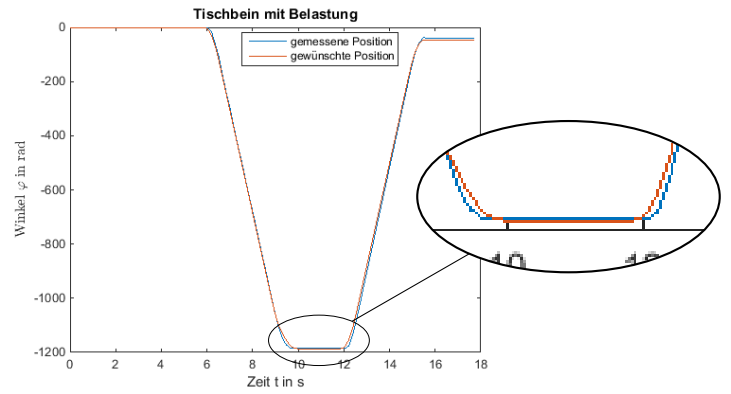 Tischbein mit Belastung
gemessene Position
gewünschte Position
0
-200
-400
-600
-800
-1000
-1200
Winkel φ in rad
0 2 4 6 8 10 12 14 16 18
Zeit t in s